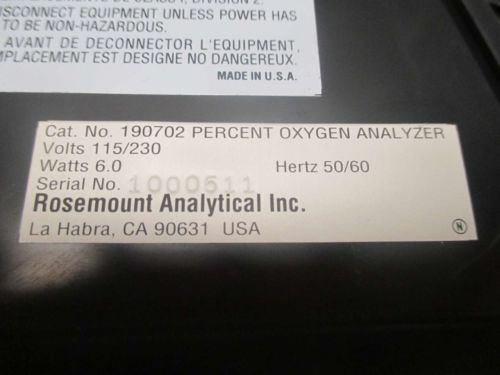 DIVISION 2.
DISCONNECT EQUIPMENT UNLESS POWER HAS
TO BE NON-HAZARDOUS.
AVANT DE DECONNECTOR L'EQUIPMENT,
EST DESIGNE NO DANGEREUX.
MADE IN U.S.A.
Cat. No. 190702 PERCENT OXYGEN ANALYZER
Volts 115/230
Watts 6.0 Hertz 50/60
Serial No. 1000511
Rosemount Analytical Inc.
La Habra, CA 90631 USA
N